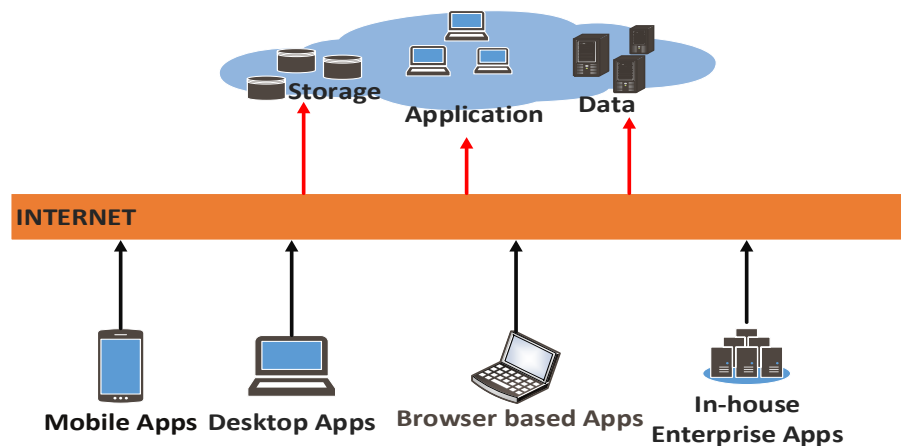 Storage
Application
Data
INTERNET
Mobile Apps
Desktop Apps
Browser based Apps
In-house
Enterprise Apps